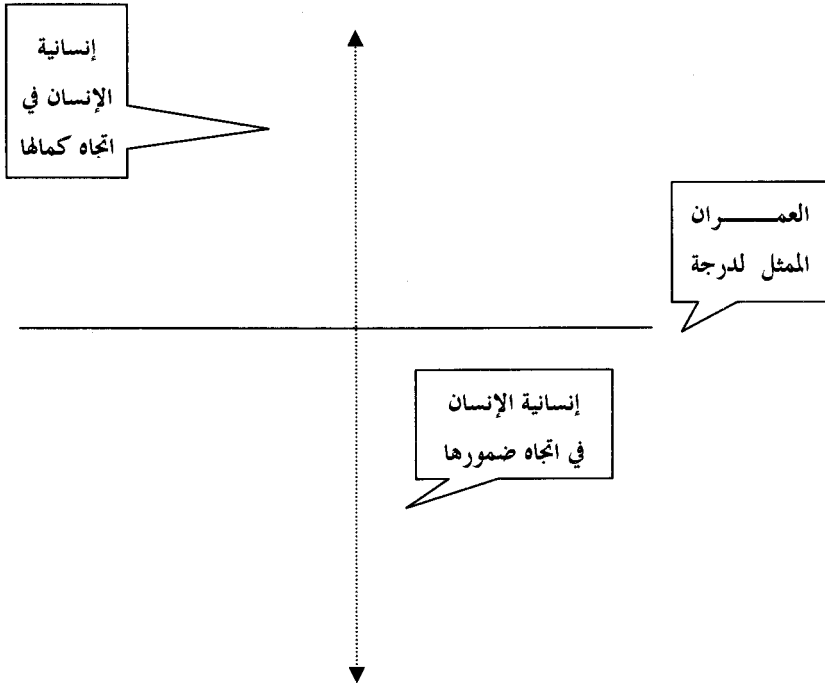 إنسانية
الإنسان في
اتجاه كمالها
العمـــــران
الممثل لدرجة
إنسانية الإنسان
في اتجاه ضمورها